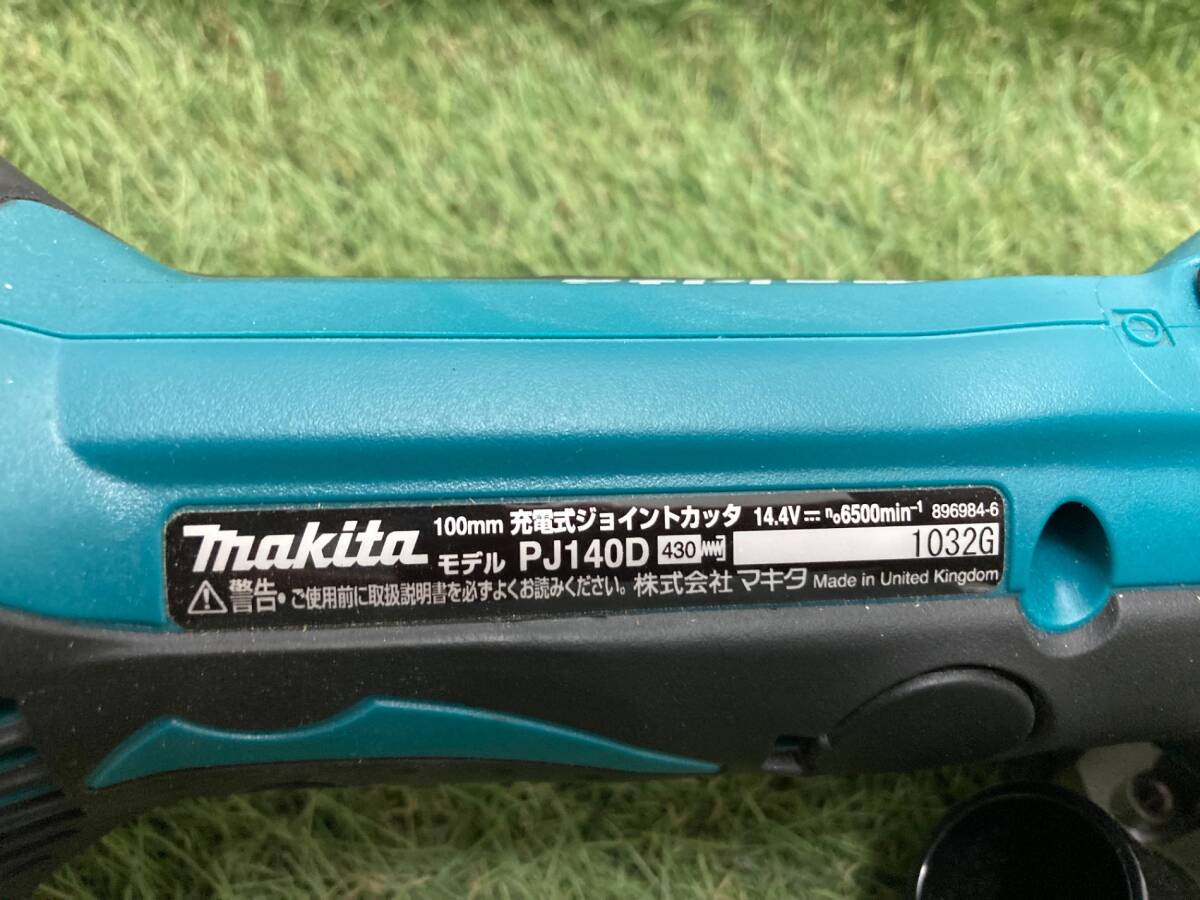 makita 100mm 充電式ジョイントカッタ 14.4V⎓ n₀6500min⁻¹ 896984-6
モデル PJ140D 430 1032G
⚠警告・ご使用前に取扱説明書を必ずよくお読みください。株式会社 マキタ Made in United Kingdom